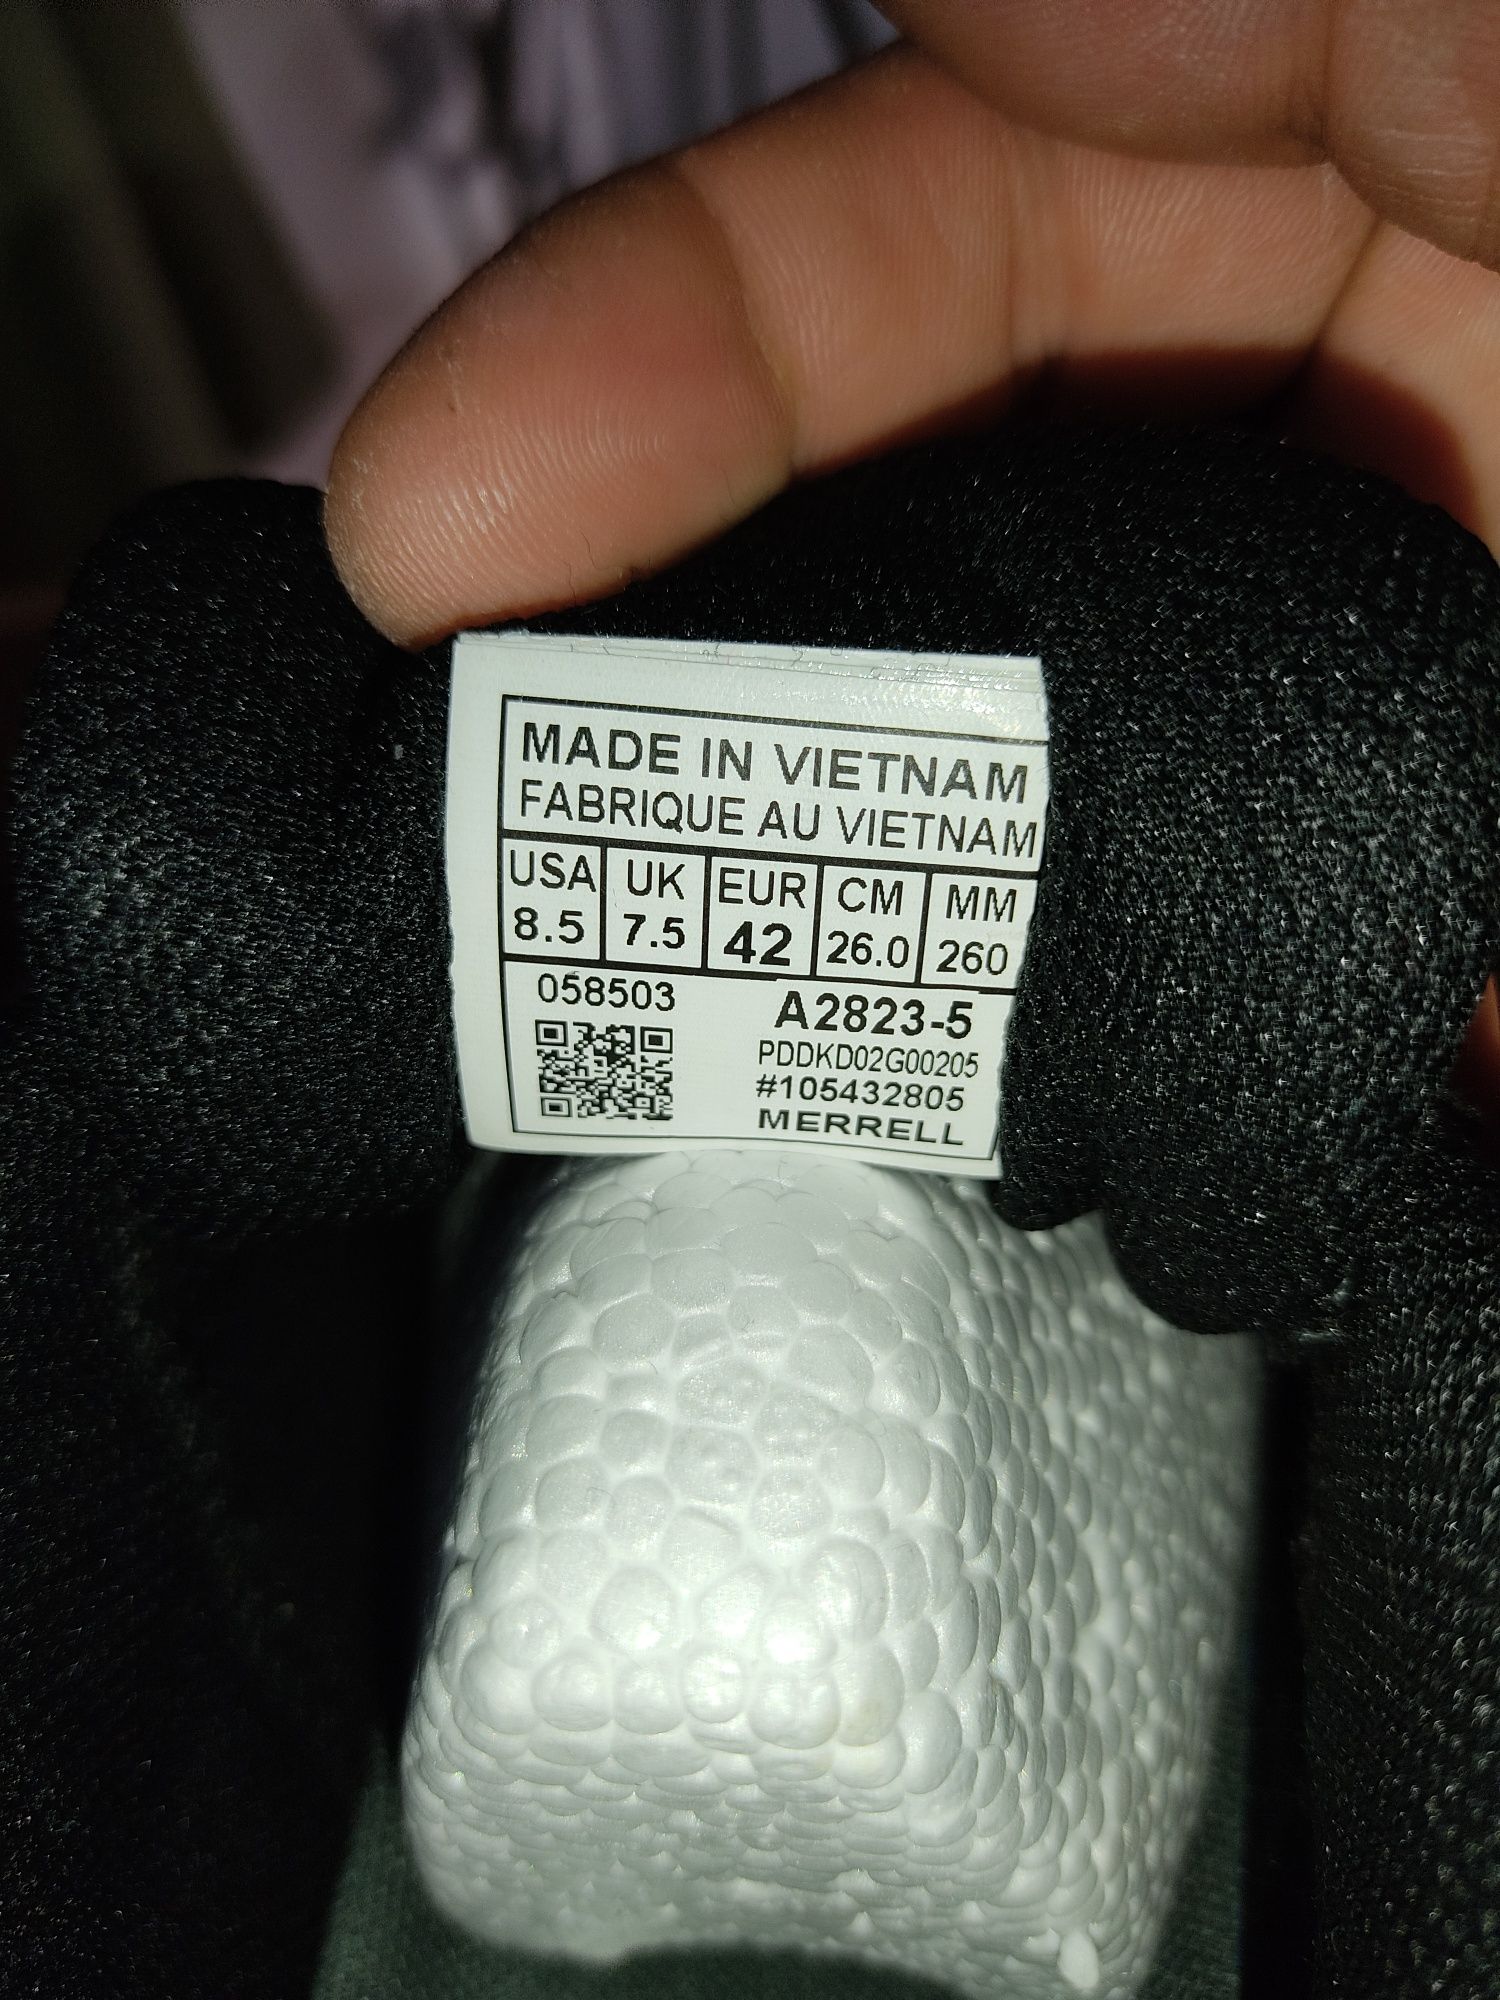 MADE IN VIETNAM
FABRIQUE AU VIETNAM
USA UK EUR CM MM
8.5 7.5 42 26.0 260
058503 A2823-5
PDDKD02G00205
#105432805
MERRELL